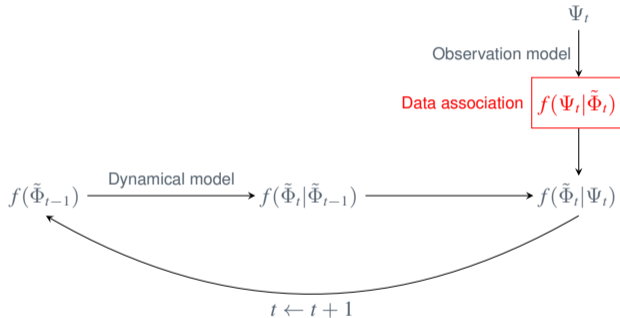 Ψ_t
Observation model
Data association f(Ψ_t|Φ̃_t)
Dynamical model
f(Φ̃_{t−1}) f(Φ̃_t|Φ̃_{t−1}) f(Φ̃_t|Ψ_t)
t ← t + 1